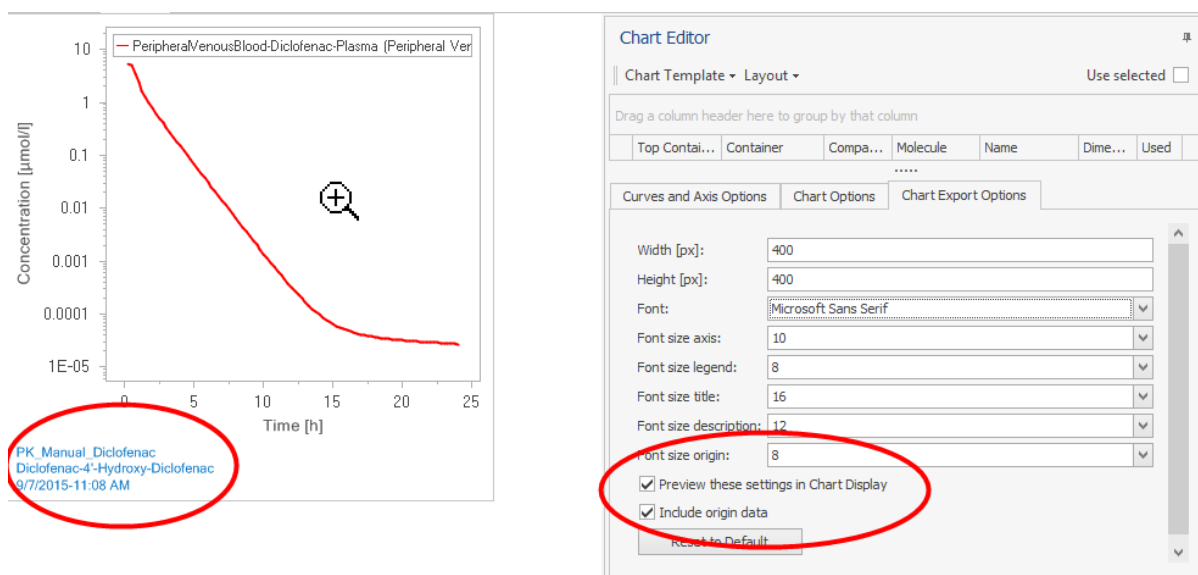 PeripheralVenousBlood-Diclofenac-Plasma (Peripheral Ver
10
1
0.1
0.01
0.001
0.0001
1E-05
Concentration [µmol/l]
0 5 10 15 20 25
Time [h]
PK_Manual_Diclofenac
Diclofenac-4'-Hydroxy-Diclofenac
9/7/2015-11:08 AM
Chart Editor
Chart Template Layout Use selected
Drag a column header here to group by that column
Top Contai... Container Compa... Molecule Name Dime... Used
Curves and Axis Options Chart Options Chart Export Options
Width [px]: 400
Height [px]: 400
Font: Microsoft Sans Serif
Font size axis: 10
Font size legend: 8
Font size title: 16
Font size description: 12
Font size origin: 8
Preview these settings in Chart Display
Include origin data
Reset to Default